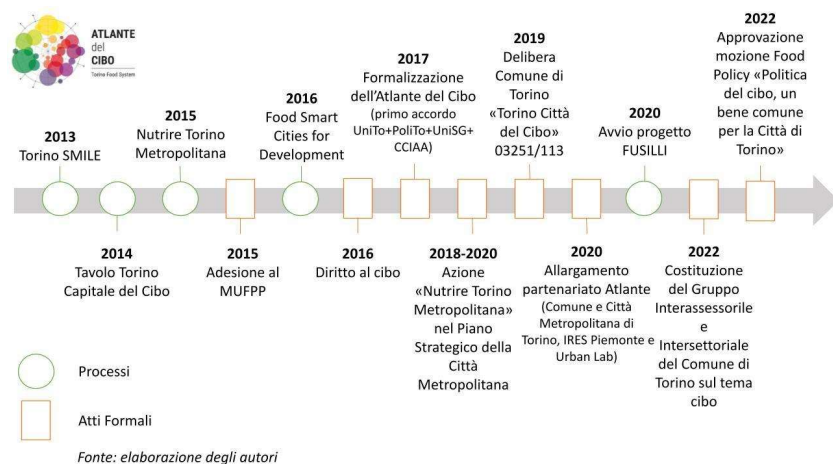 ATLANTE
del
CIBO
Torino Food System
2013
Torino SMILE
2015
Nutrire Torino
Metropolitana
2016
Food Smart
Cities for
Development
2017
Formalizzazione
dell'Atlante del Cibo
(primo accordo
UniTo+PoliTo+UniSG+
CCIAA)
2019
Delibera
Comune di
Torino
«Torino Città
del Cibo»
03251/113
2020
Avvio progetto
FUSILLI
2022
Approvazione
mozione Food
Policy «Politica
del cibo, un
bene comune
per la Città di
Torino»
2014
Tavolo Torino
Capitale del Cibo
2015
Adesione al
MUFPP
2016
Diritto al cibo
2018-2020
Azione
«Nutrire Torino
Metropolitana»
nel Piano
Strategico della
Città
Metropolitana
2020
Allargamento
partenariato Atlante
(Comune e Città
Metropolitana di
Torino, IRES Piemonte e
Urban Lab)
2022
Costituzione
del Gruppo
Interassessorile
e
Intersettoriale
del Comune di
Torino sul tema
cibo
Processi
Atti Formali
Fonte: elaborazione degli autori